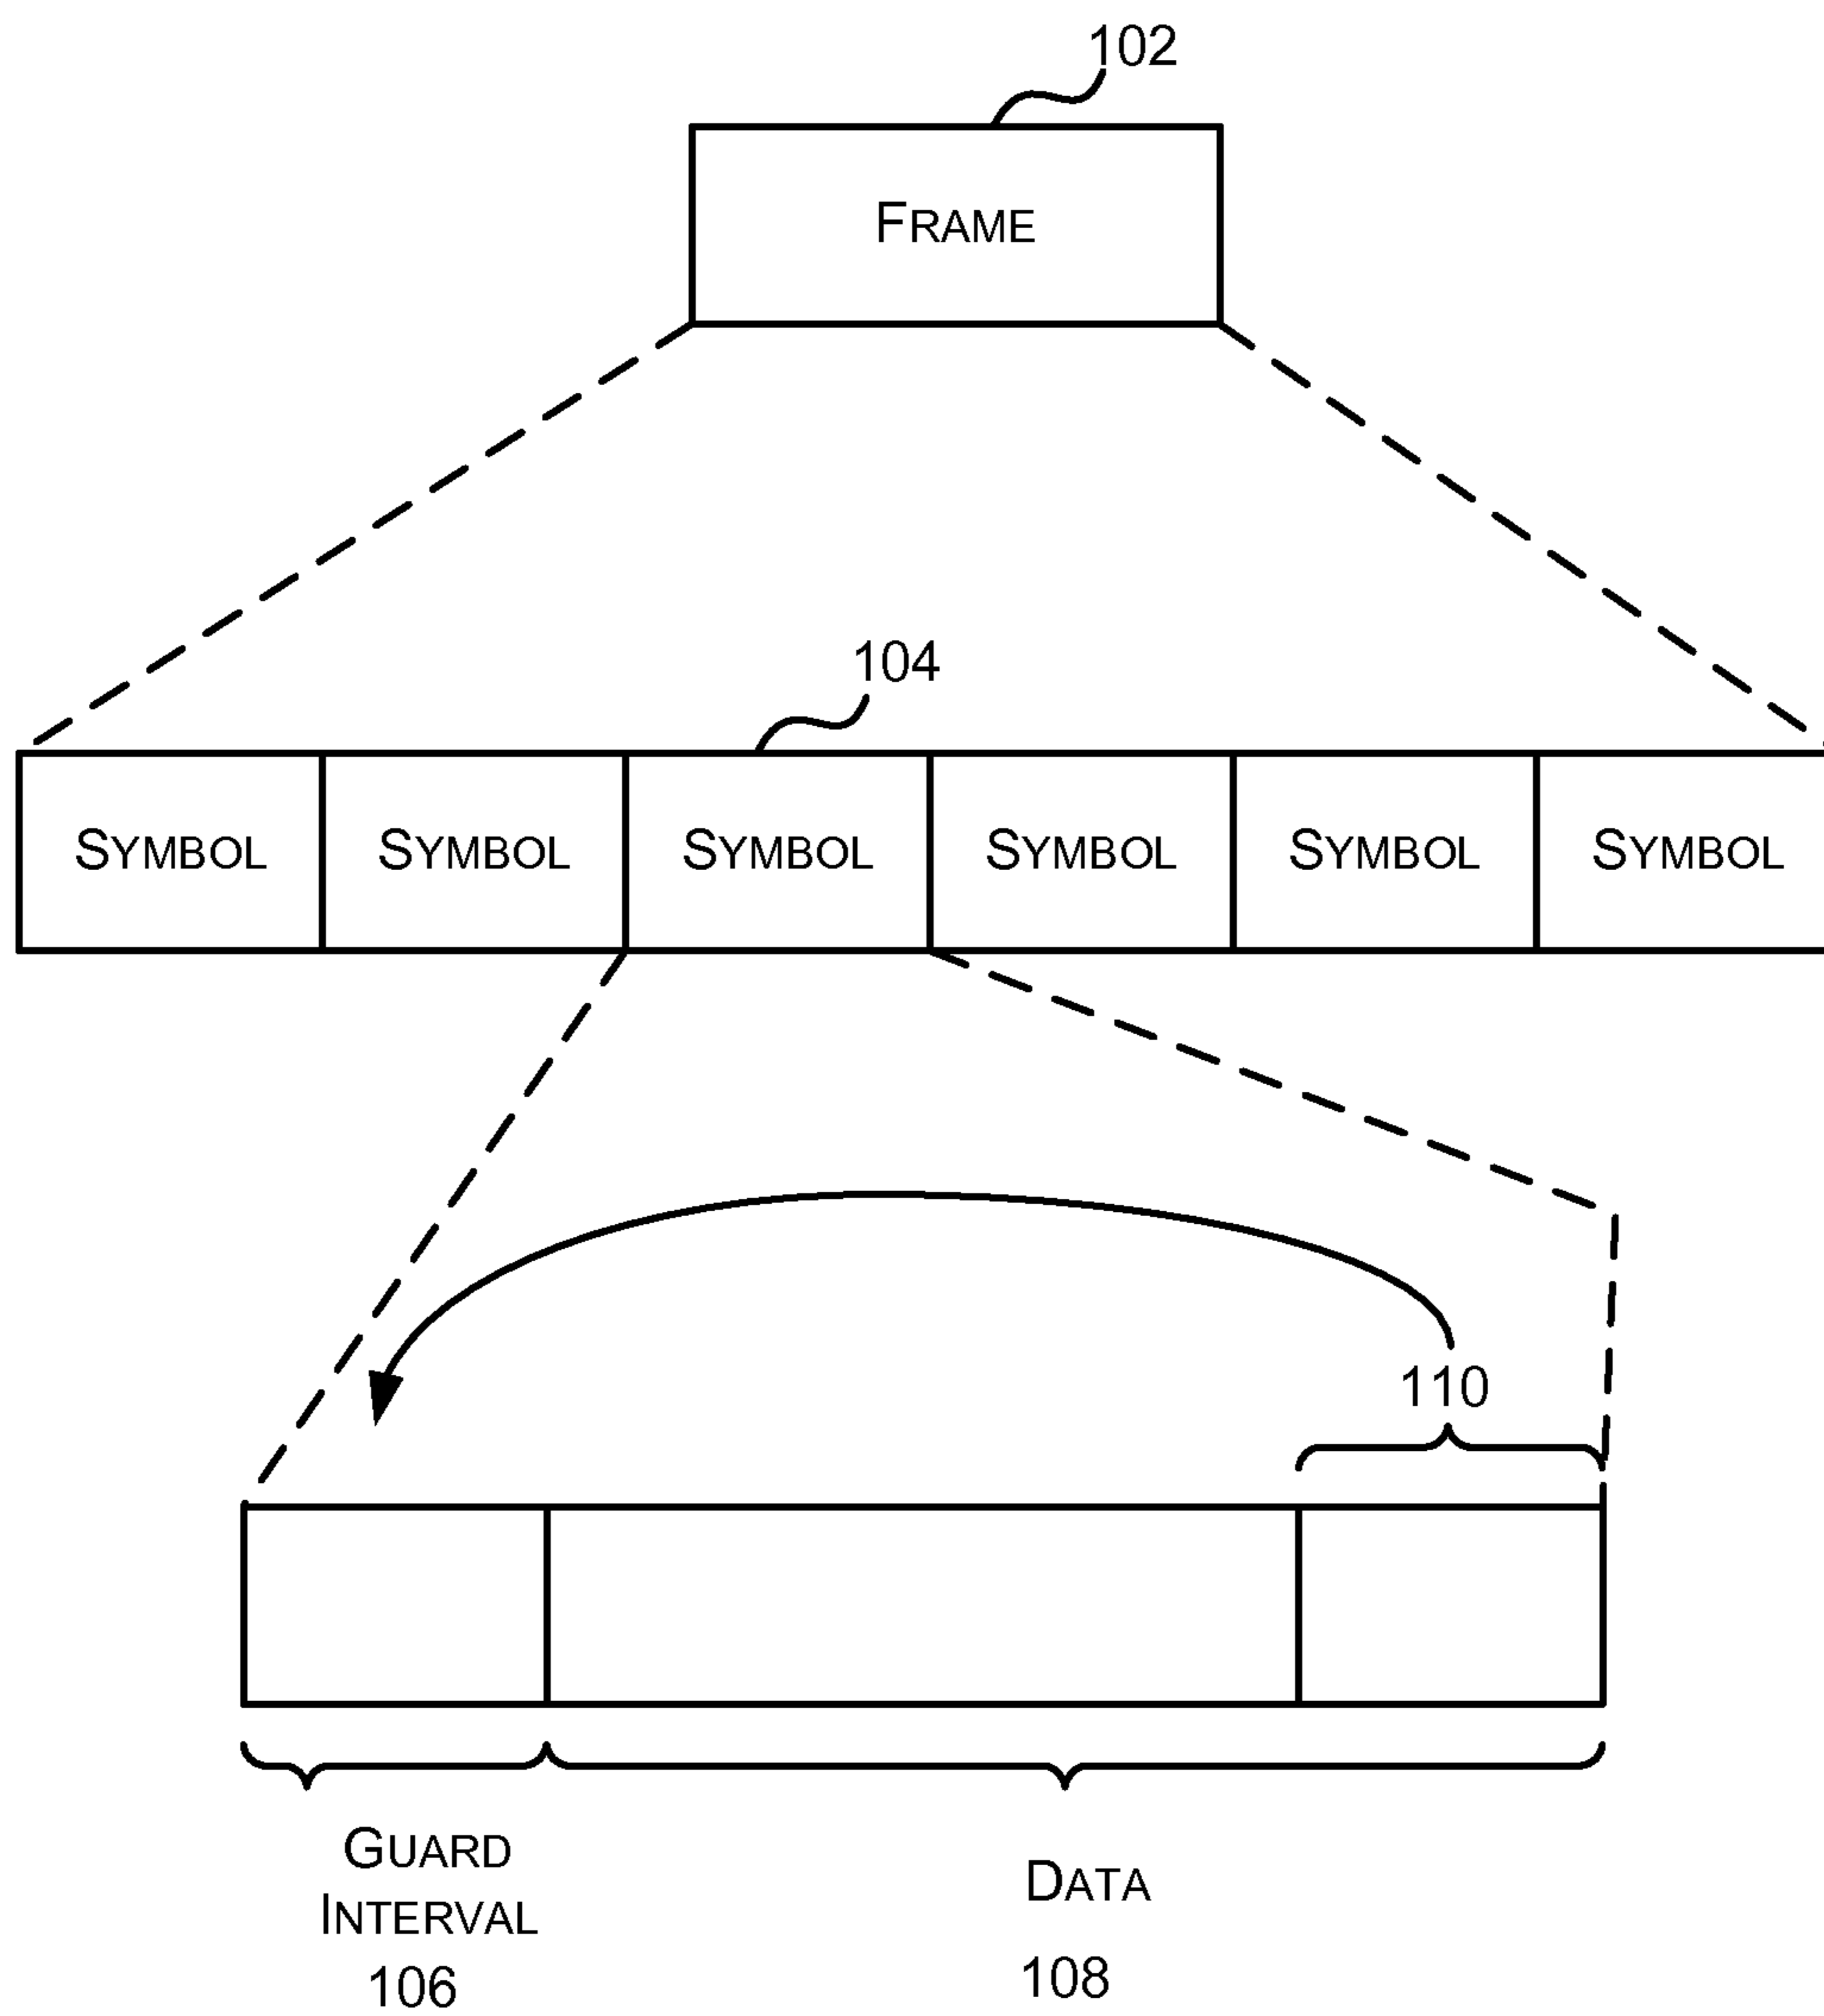 102
FRAME
104
SYMBOL SYMBOL SYMBOL SYMBOL SYMBOL SYMBOL
110
GUARD
INTERVAL
106
DATA
108